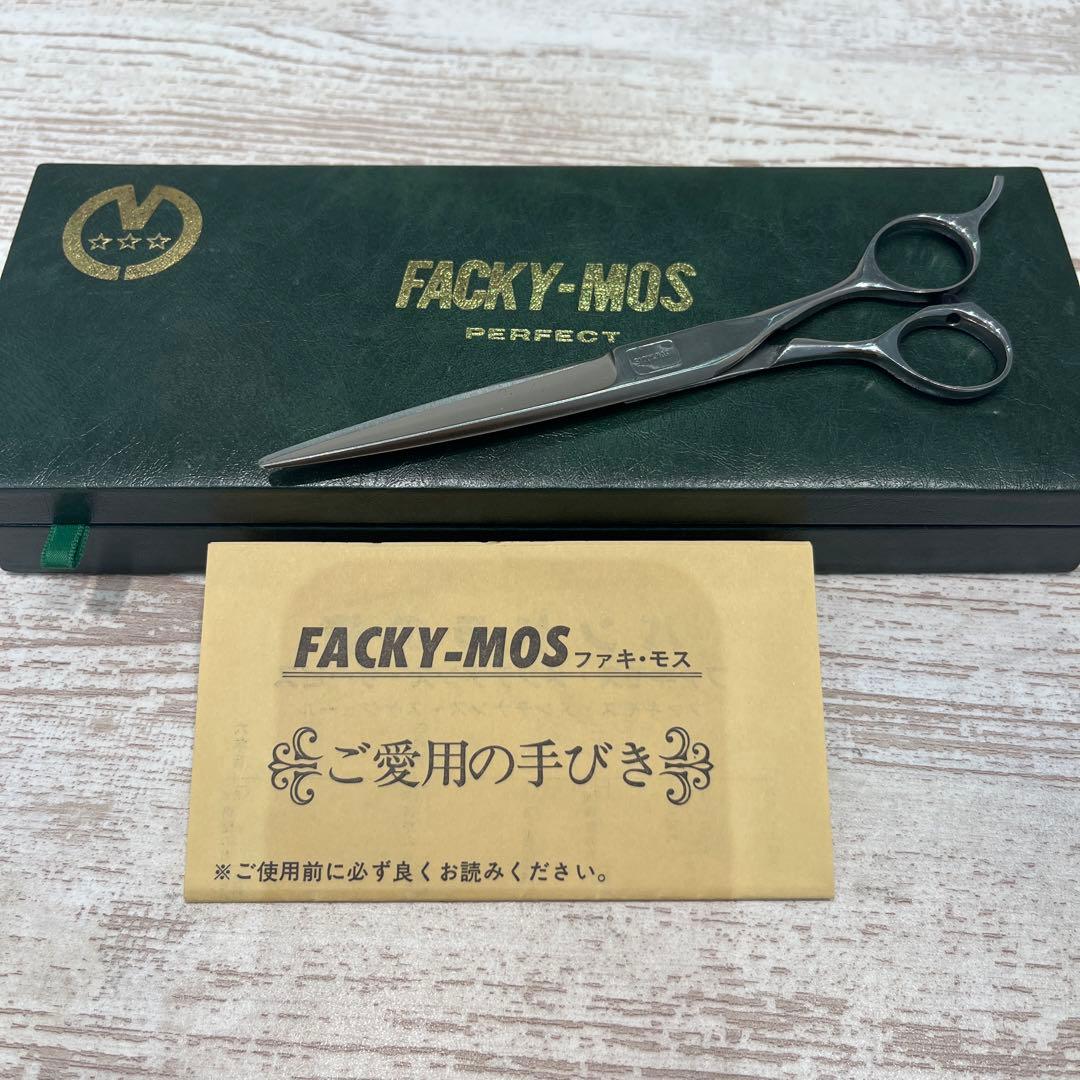 FACKY-MOS
PERFECT
FACKY-MOS ファキ・モス
ご愛用の手びき
※ご使用前に必ず良くお読みください。